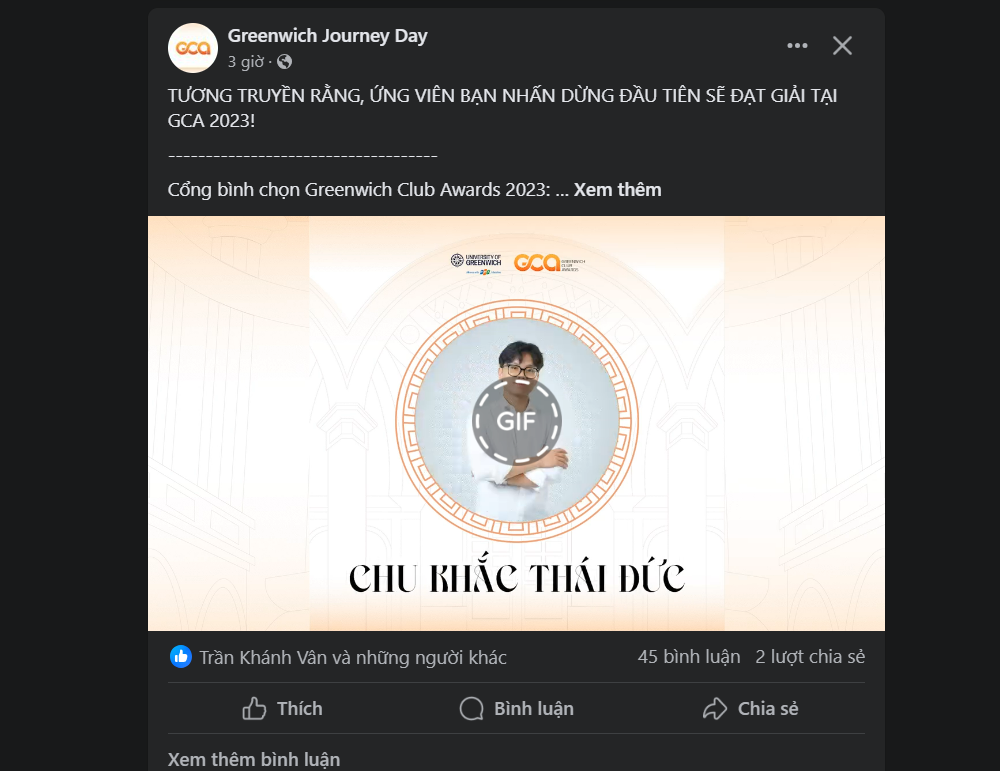 Greenwich Journey Day
3 giờ ·
TƯƠNG TRUYỀN RẰNG, ỨNG VIÊN BẠN NHẤN DỪNG ĐẦU TIÊN SẼ ĐẠT GIẢI TẠI
GCA 2023!
------------------------------------
Cổng bình chọn Greenwich Club Awards 2023: ... Xem thêm
UNIVERSITY OF
GREENWICH
GCA
GREENWICH
CLUB
AWARDS
GIF
CHU KHẮC THÁI ĐỨC
Trần Khánh Vân và những người khác
45 bình luận 2 lượt chia sẻ
Thích
Bình luận
Chia sẻ
Xem thêm bình luận